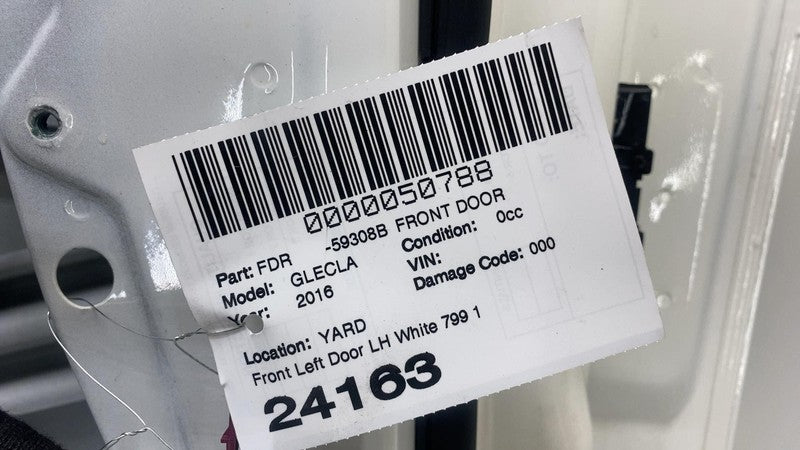 0000050788
Part: FDR -59308B FRONT DOOR
Model: GLECLA Condition: 0cc
Year: 2016 VIN:
Damage Code: 000
Location: YARD
Front Left Door LH White 799 1
24163